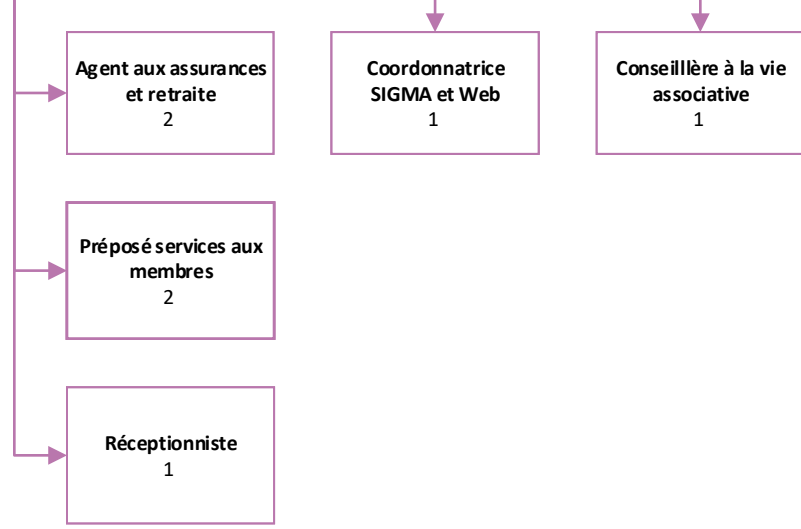 Agent aux assurances
et retraite
2
Coordonnatrice
SIGMA et Web
1
Conseilllère à la vie
associative
1
Préposé services aux
membres
2
Réceptionniste
1